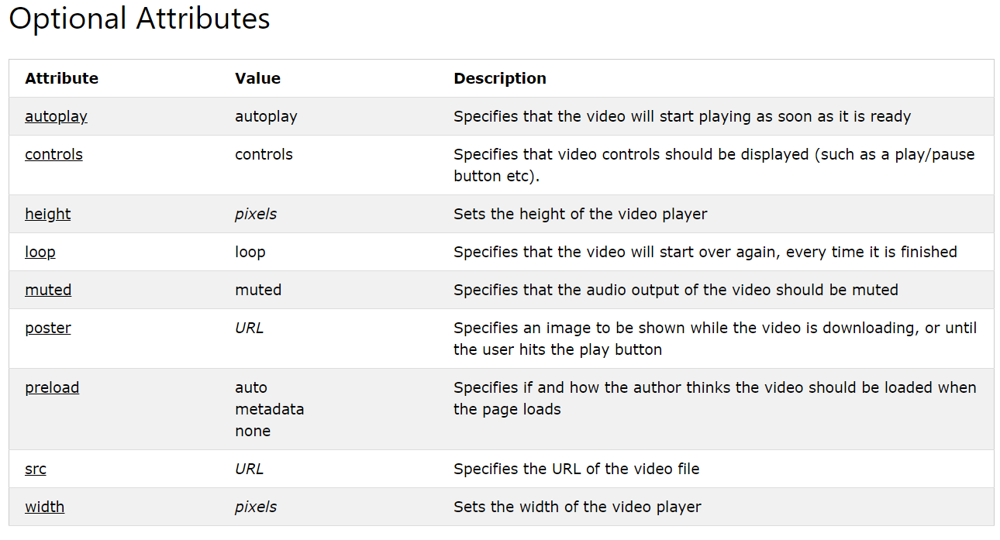 Optional Attributes
Attribute Value Description
autoplay autoplay Specifies that the video will start playing as soon as it is ready
controls controls Specifies that video controls should be displayed (such as a play/pause
button etc).
height pixels Sets the height of the video player
loop loop Specifies that the video will start over again, every time it is finished
muted muted Specifies that the audio output of the video should be muted
poster URL Specifies an image to be shown while the video is downloading, or until
the user hits the play button
preload auto Specifies if and how the author thinks the video should be loaded when
metadata the page loads
none
src URL Specifies the URL of the video file
width pixels Sets the width of the video player